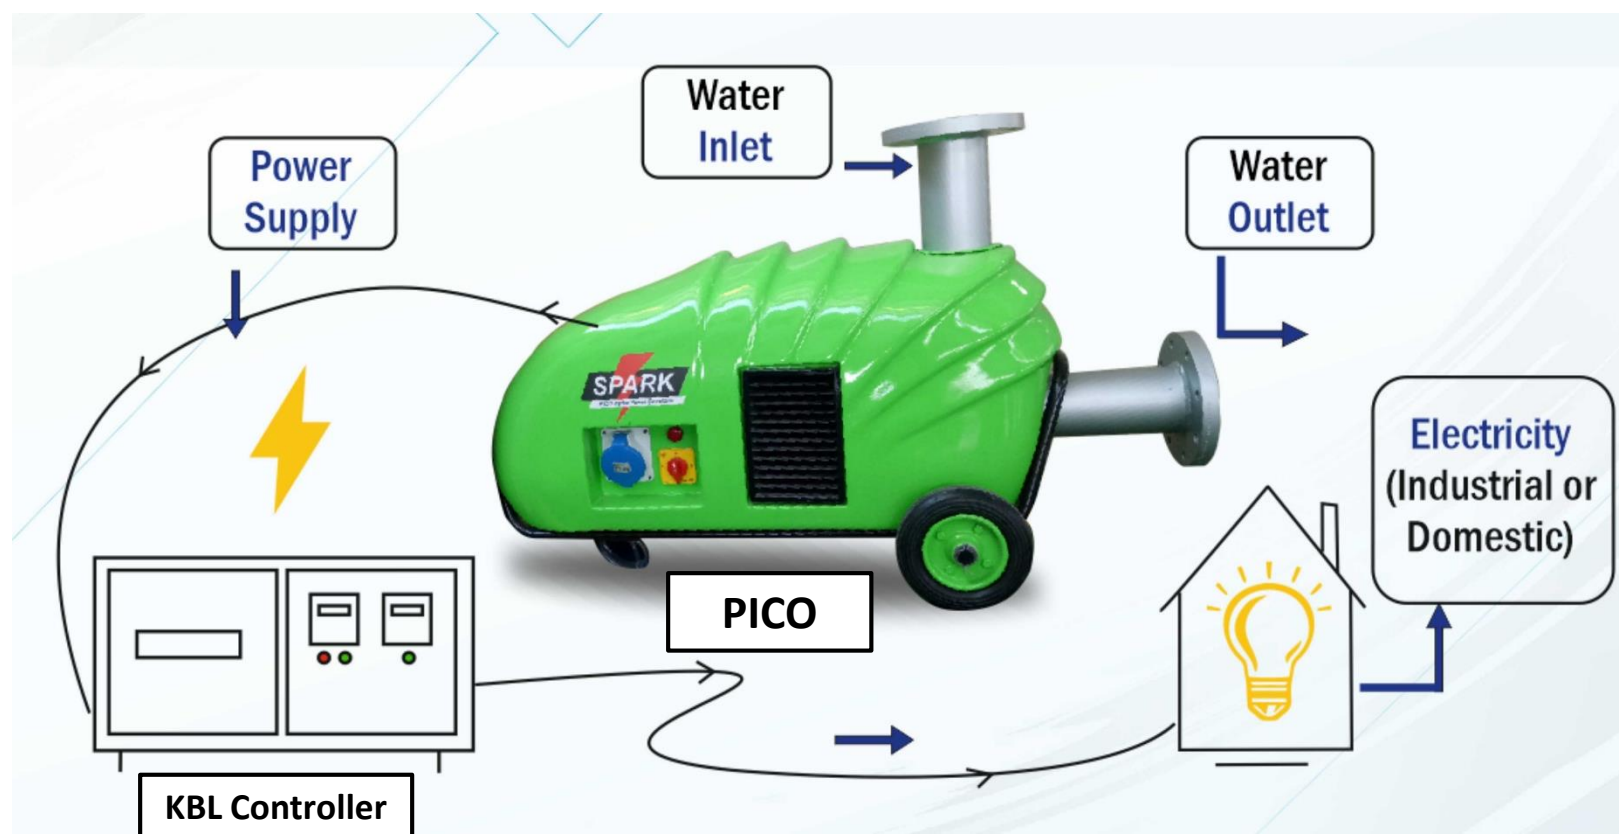 Water
Inlet
Power
Supply
Water
Outlet
SPARK
Electricity
(Industrial or
Domestic)
PICO
KBL Controller